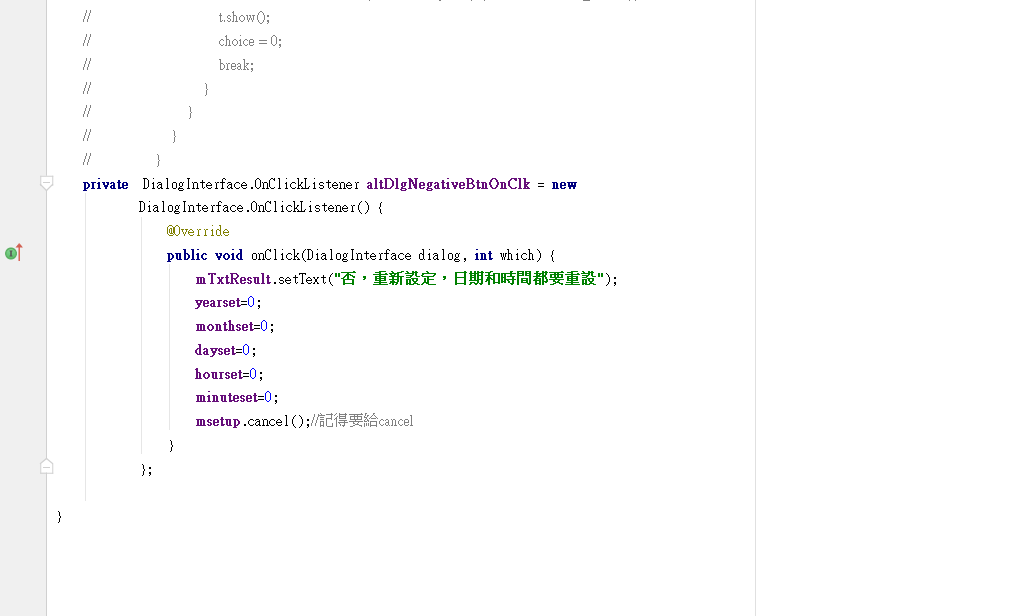 // t.show();
// choice = 0;
// break;
// }
// }
// }
// }
private DialogInterface.OnClickListener altDlgNegativeBtnOnClk = new
DialogInterface.OnClickListener() {
@Override
public void onClick(DialogInterface dialog, int which) {
mTxtResult.setText("否，重新設定，日期和時間都要重設");
yearset=0;
monthset=0;
dayset=0;
hourset=0;
minuteset=0;
msetup.cancel();//記得要給cancel
}
};
}